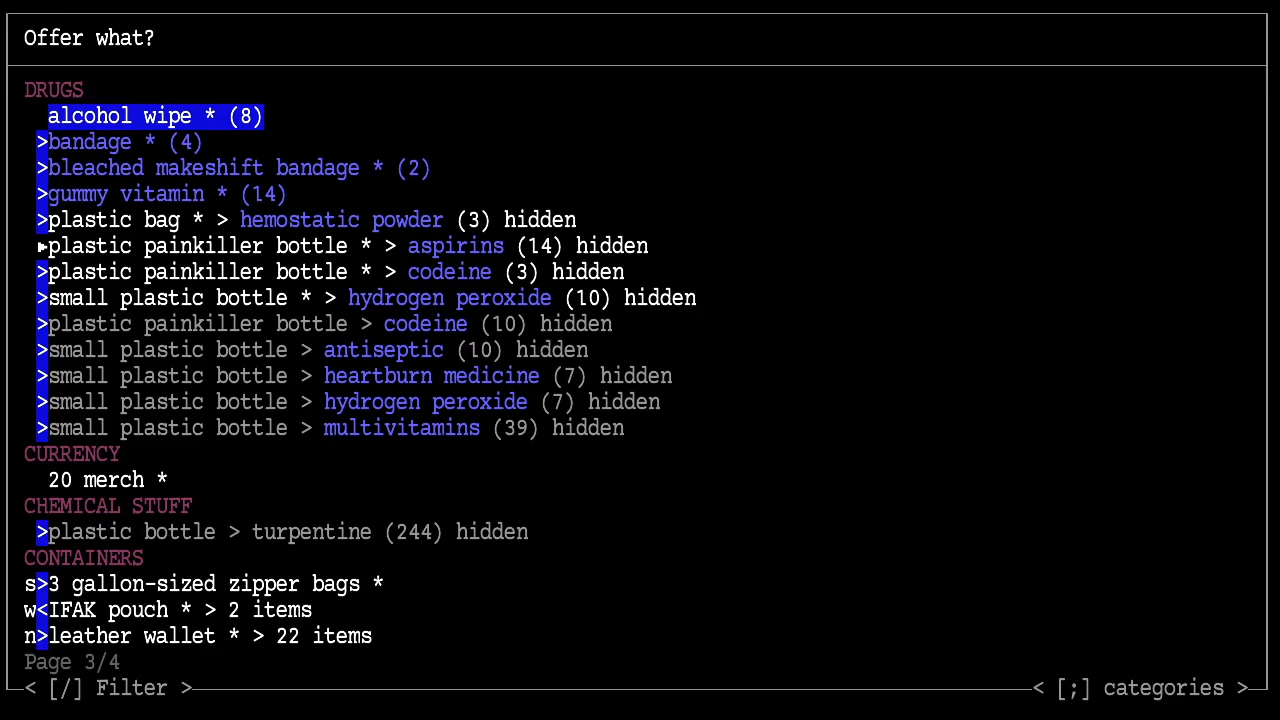 Offer what?
DRUGS
alcohol wipe * (8)
>bandage * (4)
>bleached makeshift bandage * (2)
>gummy vitamin * (14)
>plastic bag * > hemostatic powder (3) hidden
▸plastic painkiller bottle * > aspirins (14) hidden
>plastic painkiller bottle * > codeine (3) hidden
>small plastic bottle * > hydrogen peroxide (10) hidden
>plastic painkiller bottle > codeine (10) hidden
>small plastic bottle > antiseptic (10) hidden
>small plastic bottle > heartburn medicine (7) hidden
>small plastic bottle > hydrogen peroxide (7) hidden
>small plastic bottle > multivitamins (39) hidden
CURRENCY
20 merch *
CHEMICAL STUFF
>plastic bottle > turpentine (244) hidden
CONTAINERS
s>3 gallon-sized zipper bags *
w<IFAK pouch * > 2 items
n>leather wallet * > 22 items
Page 3/4
< [/] Filter >
< [;] categories >